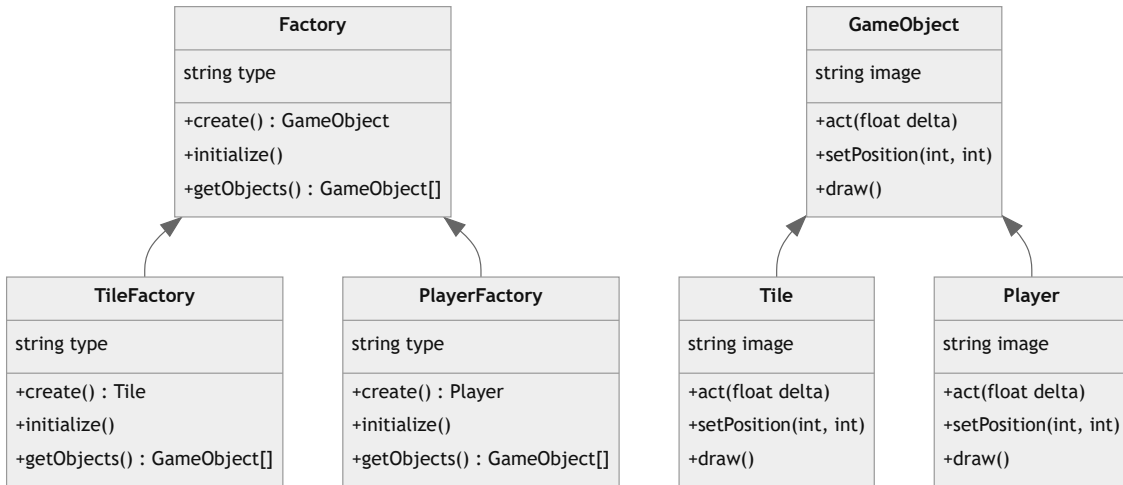 Factory
string type
+create() : GameObject
+initialize()
+getObjects() : GameObject[]
GameObject
string image
+act(float delta)
+setPosition(int, int)
+draw()
TileFactory
string type
+create() : Tile
+initialize()
+getObjects() : GameObject[]
PlayerFactory
string type
+create() : Player
+initialize()
+getObjects() : GameObject[]
Tile
string image
+act(float delta)
+setPosition(int, int)
+draw()
Player
string image
+act(float delta)
+setPosition(int, int)
+draw()